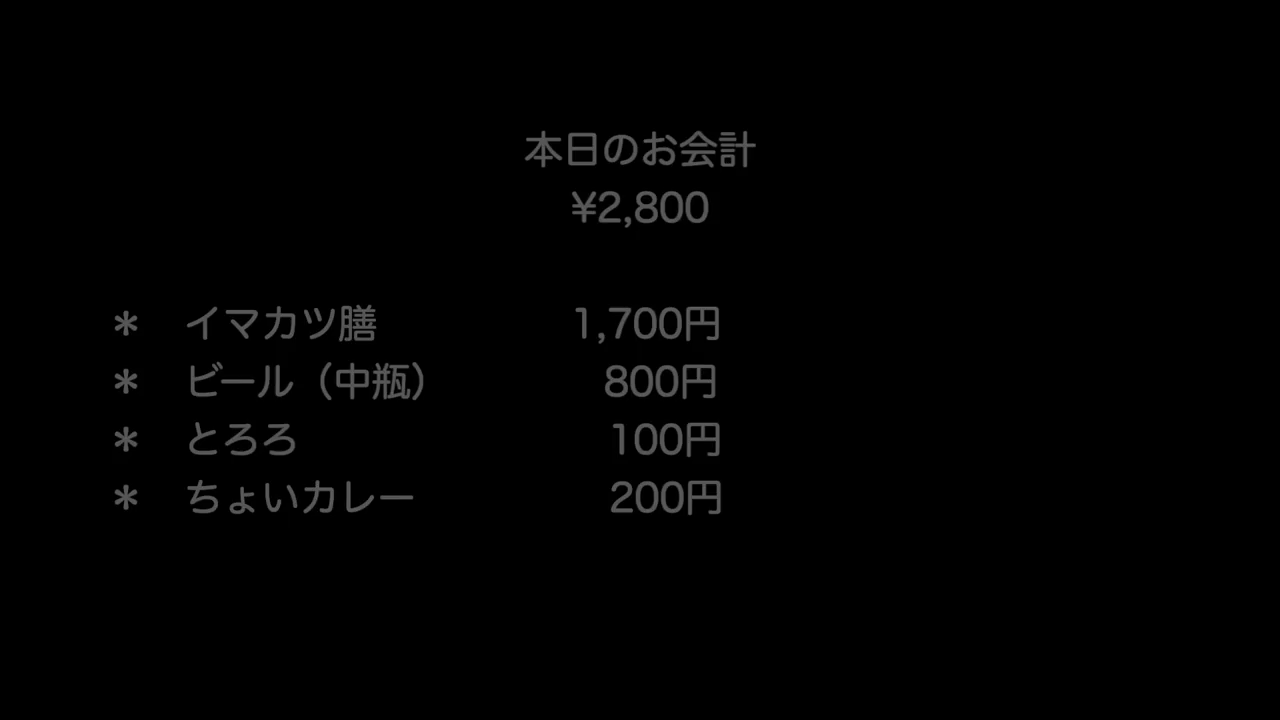 本日のお会計
¥2,800
＊　イマカツ膳　1,700円
＊　ビール（中瓶）　800円
＊　とろろ　100円
＊　ちょいカレー　200円